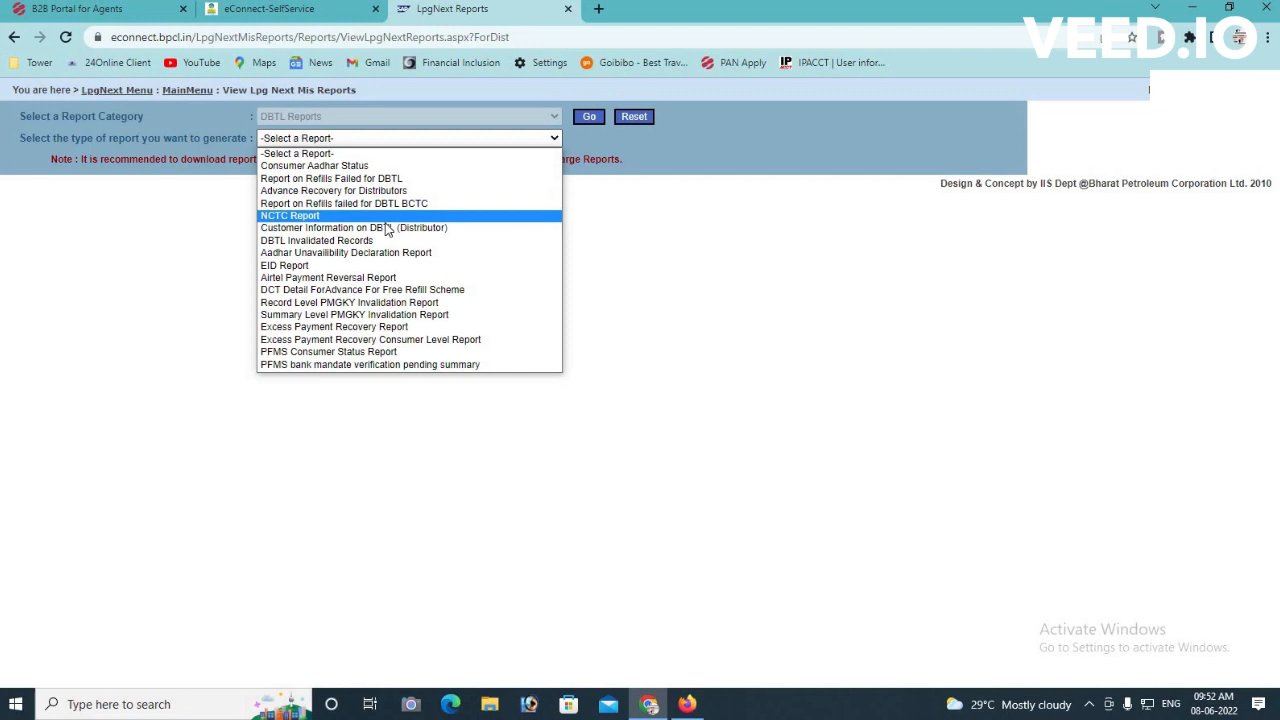 B2B Portal for Agents
eConnect-SelfService
LpgNext Reports
VEED.IO
econnect.bpcl.in/LpgNextMisReports/Reports/ViewLpgNextReports.aspx?ForDist
Tower
24Online Client
YouTube
Maps
News
Gmail
Financial Inclusion
Settings
Goibibo - Best Trav...
PAN Apply
IPACCT | User infor...
You are here > LpgNext Menu : MainMenu : View Lpg Next Mis Reports
Select a Report Category : DBTL Reports Go Reset
Select the type of report you want to generate : -Select a Report-
-Select a Report-
Note : It is recommended to download report
arge Reports.
Consumer Aadhar Status
Report on Refills Failed for DBTL
Advance Recovery for Distributors
Report on Refills failed for DBTL BCTC
NCTC Report
Customer Information on DBTL (Distributor)
DBTL Invalidated Records
Aadhar Unavailibility Declaration Report
EID Report
Airtel Payment Reversal Report
DCT Detail ForAdvance For Free Refill Scheme
Record Level PMGKY Invalidation Report
Summary Level PMGKY Invalidation Report
Excess Payment Recovery Report
Excess Payment Recovery Consumer Level Report
PFMS Consumer Status Report
PFMS bank mandate verification pending summary
Design & Concept by IIS Dept @Bharat Petroleum Corporation Ltd. 2010
Activate Windows
Go to Settings to activate Windows.
Type here to search
29°C Mostly cloudy
ENG
09:52 AM
08-06-2022